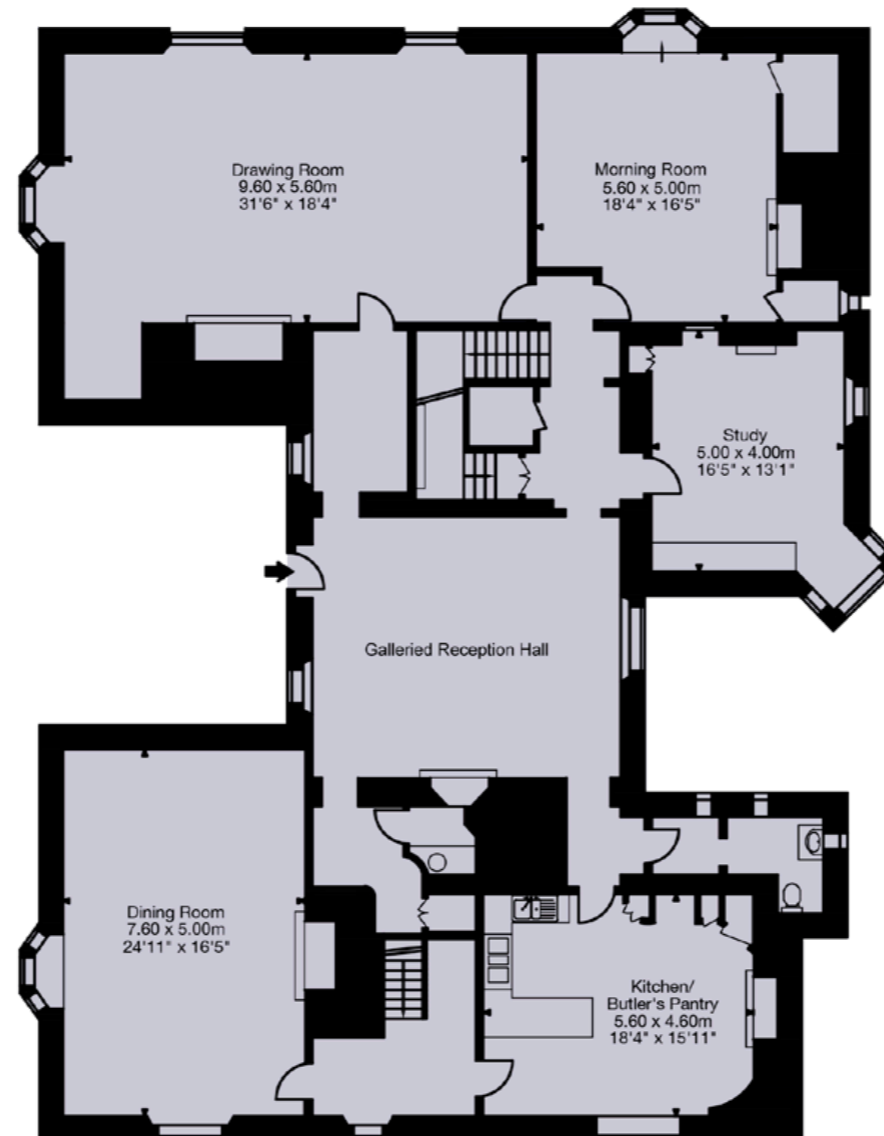 Drawing Room
9.60 x 5.60m
31'6" x 18'4"
Morning Room
5.60 x 5.00m
18'4" x 16'5"
Study
5.00 x 4.00m
16'5" x 13'1"
Galleried Reception Hall
Dining Room
7.60 x 5.00m
24'11" x 16'5"
Kitchen/
Butler's Pantry
5.60 x 4.60m
18'4" x 15'11"